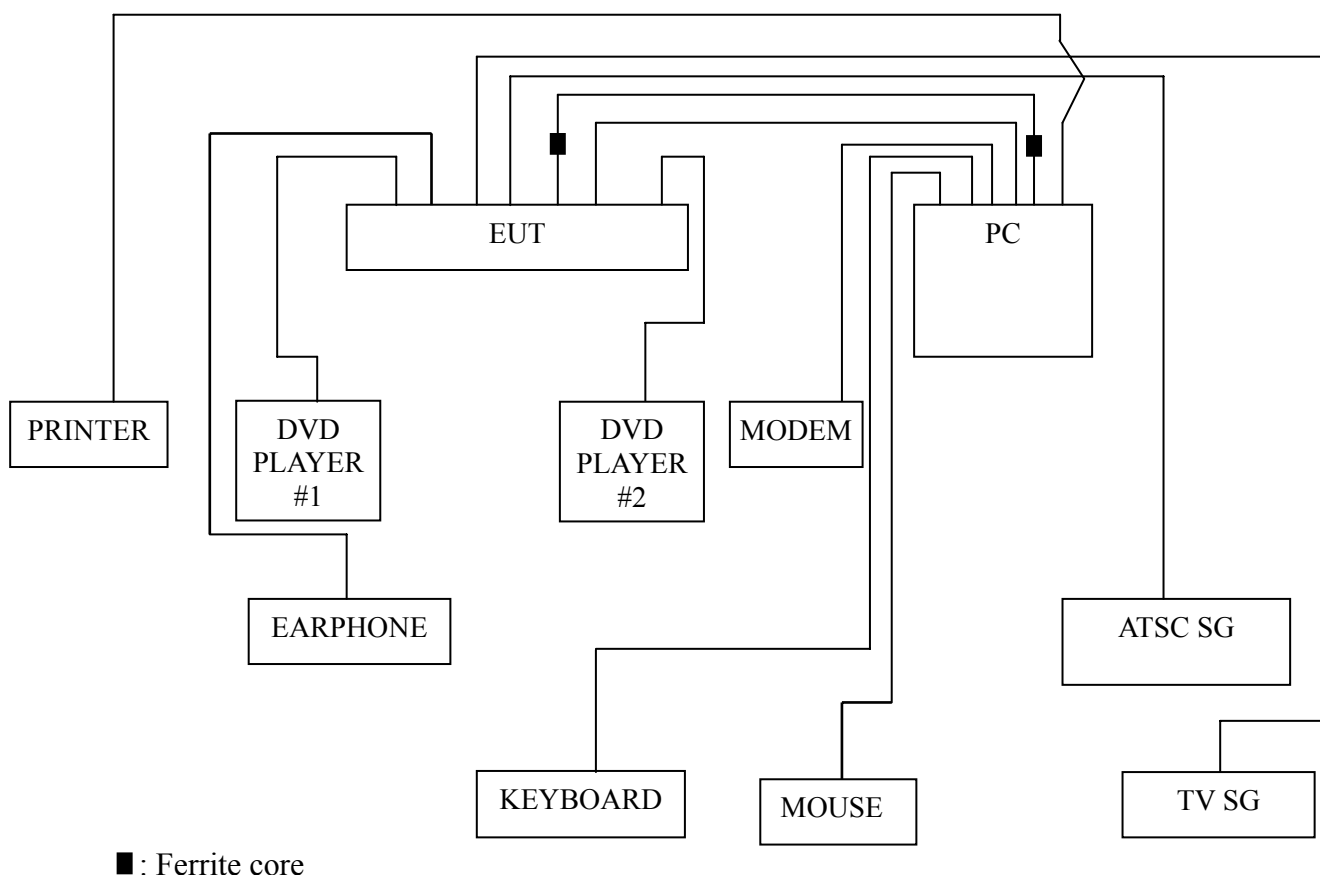 EUT
PC
PRINTER
DVD
PLAYER
#1
DVD
PLAYER
#2
MODEM
EARPHONE
ATSC SG
KEYBOARD
MOUSE
TV SG
■ : Ferrite core